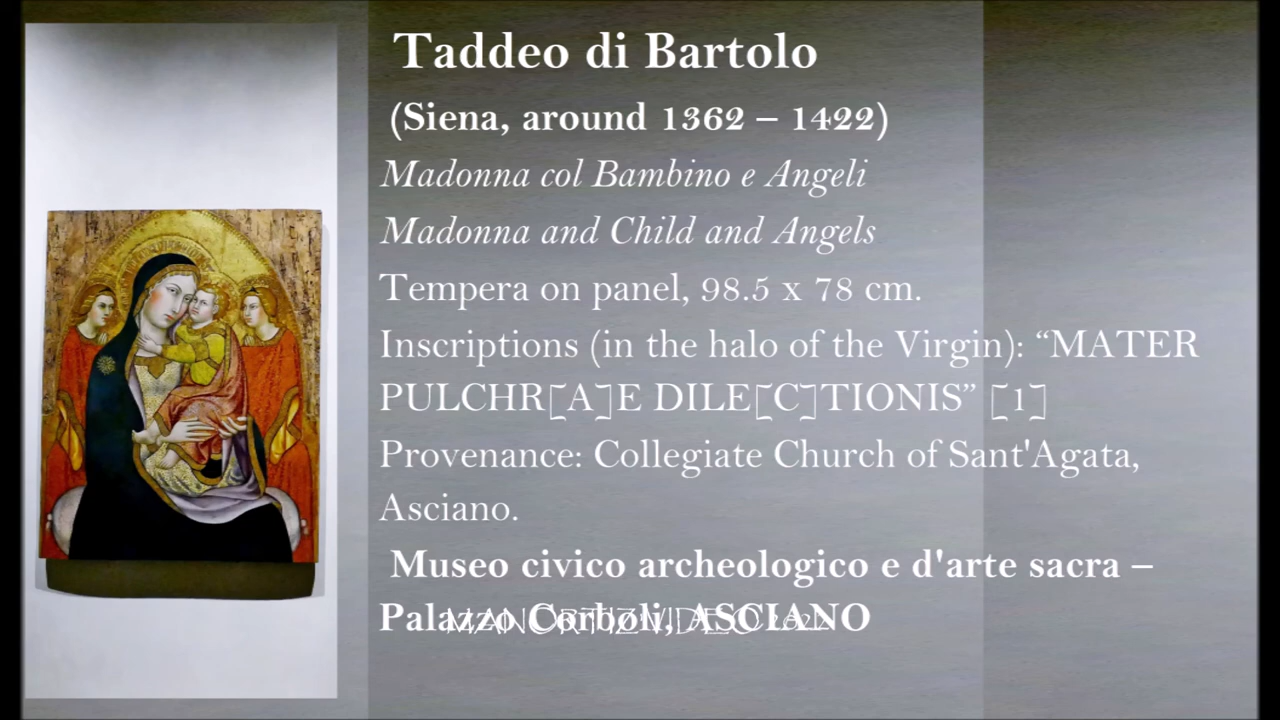 Taddeo di Bartolo
(Siena, around 1362 – 1422)
Madonna col Bambino e Angeli
Madonna and Child and Angels
Tempera on panel, 98.5 x 78 cm.
Inscriptions (in the halo of the Virgin): “MATER
PULCHR[A]E DILE[C]TIONIS” [1]
Provenance: Collegiate Church of Sant'Agata,
Asciano.
Museo civico archeologico e d'arte sacra –
Palazzo Corboli, ASCIANO